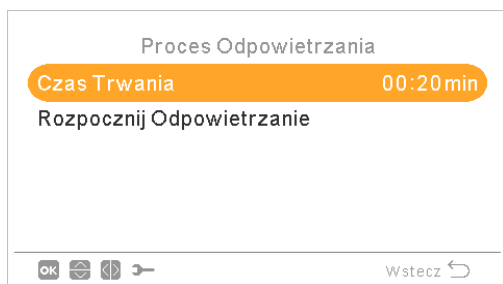 Proces Odpowietrzania
Czas Trwania 00:20min
Rozpocznij Odpowietrzanie
OK Wstecz